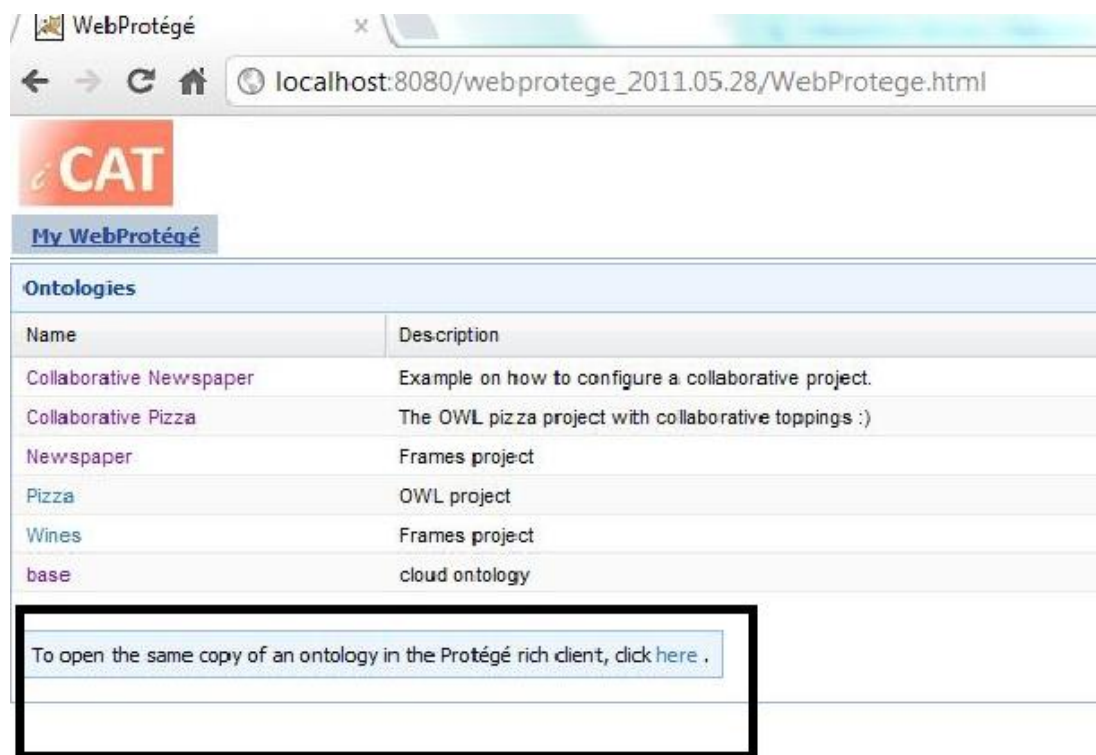 WebProtégé
localhost:8080/webprotege_2011.05.28/WebProtege.html
iCAT
My WebProtégé
Ontologies
Name Description
Collaborative Newspaper Example on how to configure a collaborative project.
Collaborative Pizza The OWL pizza project with collaborative toppings :)
Newspaper Frames project
Pizza OWL project
Wines Frames project
base cloud ontology
To open the same copy of an ontology in the Protégé rich client, click here .